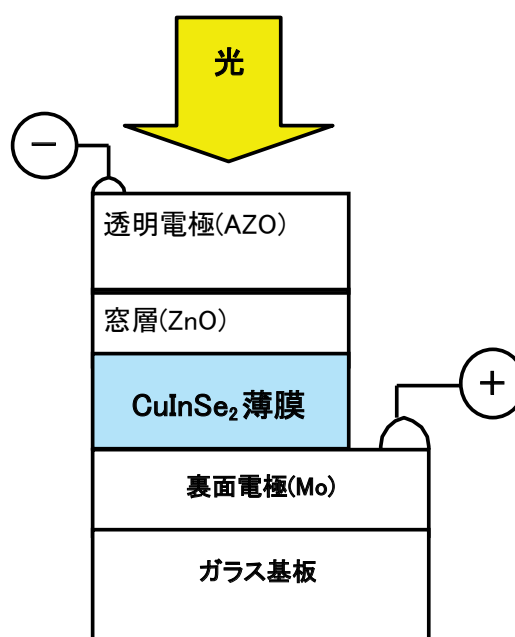 光
−
透明電極(AZO)
窓層(ZnO)
CuInSe₂薄膜
+
裏面電極(Mo)
ガラス基板